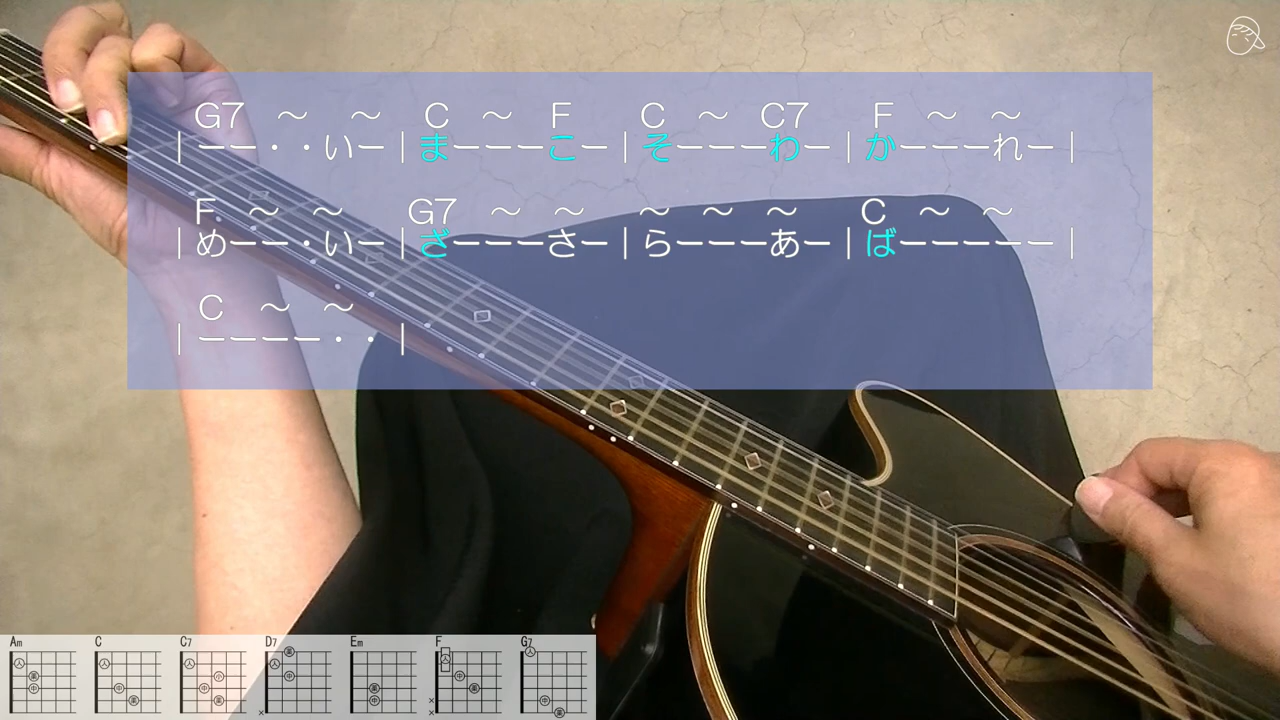 G7 ～ ～ C ～ F C ～ C7 F ～ ～
|ーー・・いー|まーーーこー|そーーーわー|かーーーれー|
F ～ ～ G7 ～ ～ ～ ～ ～ C ～ ～
|めーー・いー|ざーーーさー|らーーーあー|ばーーーーー|
C ～ ～
|ーーーー・・|
Am C C7 D7 Em F G7